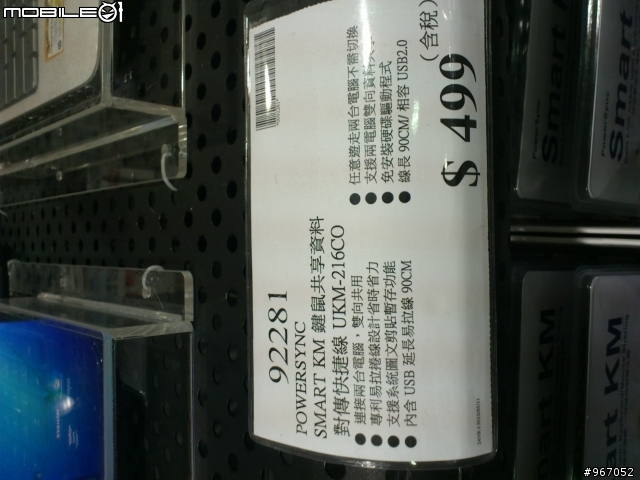 MOBILE01
92281
POWERSYNC
SMART KM 鍵鼠共享資料
對傳快捷線 UKM-216CO
● 連接兩台電腦，雙向共用
● 專利易拉捲線設計省時省力
● 支援系統圖文剪貼暫存功能
● 內含 USB 延長易拉線 90CM
● 任意遊走兩台電腦不需切換
● 支援兩電腦雙向資料
● 免安裝硬碟驅動程式
● 線長 90CM/ 相容 USB2.0
$ 499
(含稅)
Smart
Smart KM
Smart KM
#967052